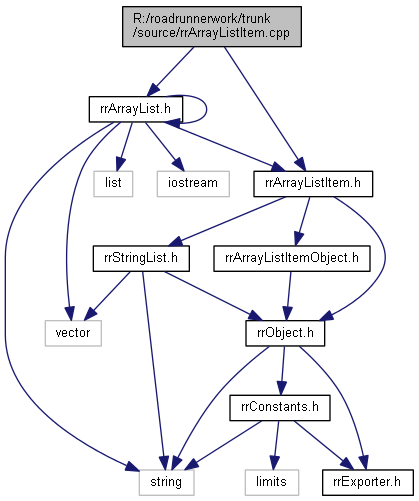 R:/roadrunnerwork/trunk
/source/rrArrayListItem.cpp
rrArrayList.h
list
iostream
rrArrayListItem.h
rrStringList.h
rrArrayListItemObject.h
vector
rrObject.h
rrConstants.h
string
limits
rrExporter.h